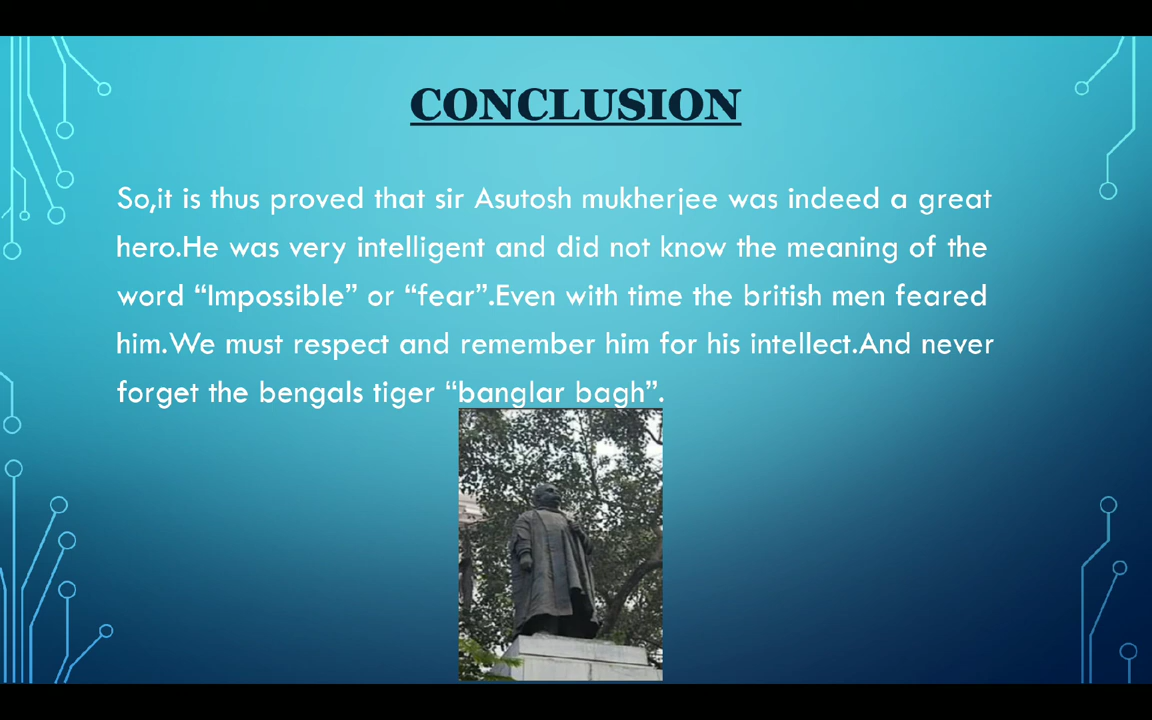 CONCLUSION
So,it is thus proved that sir Asutosh mukherjee was indeed a great
hero.He was very intelligent and did not know the meaning of the
word “Impossible” or “fear”.Even with time the british men feared
him.We must respect and remember him for his intellect.And never
forget the bengals tiger “banglar bagh”.